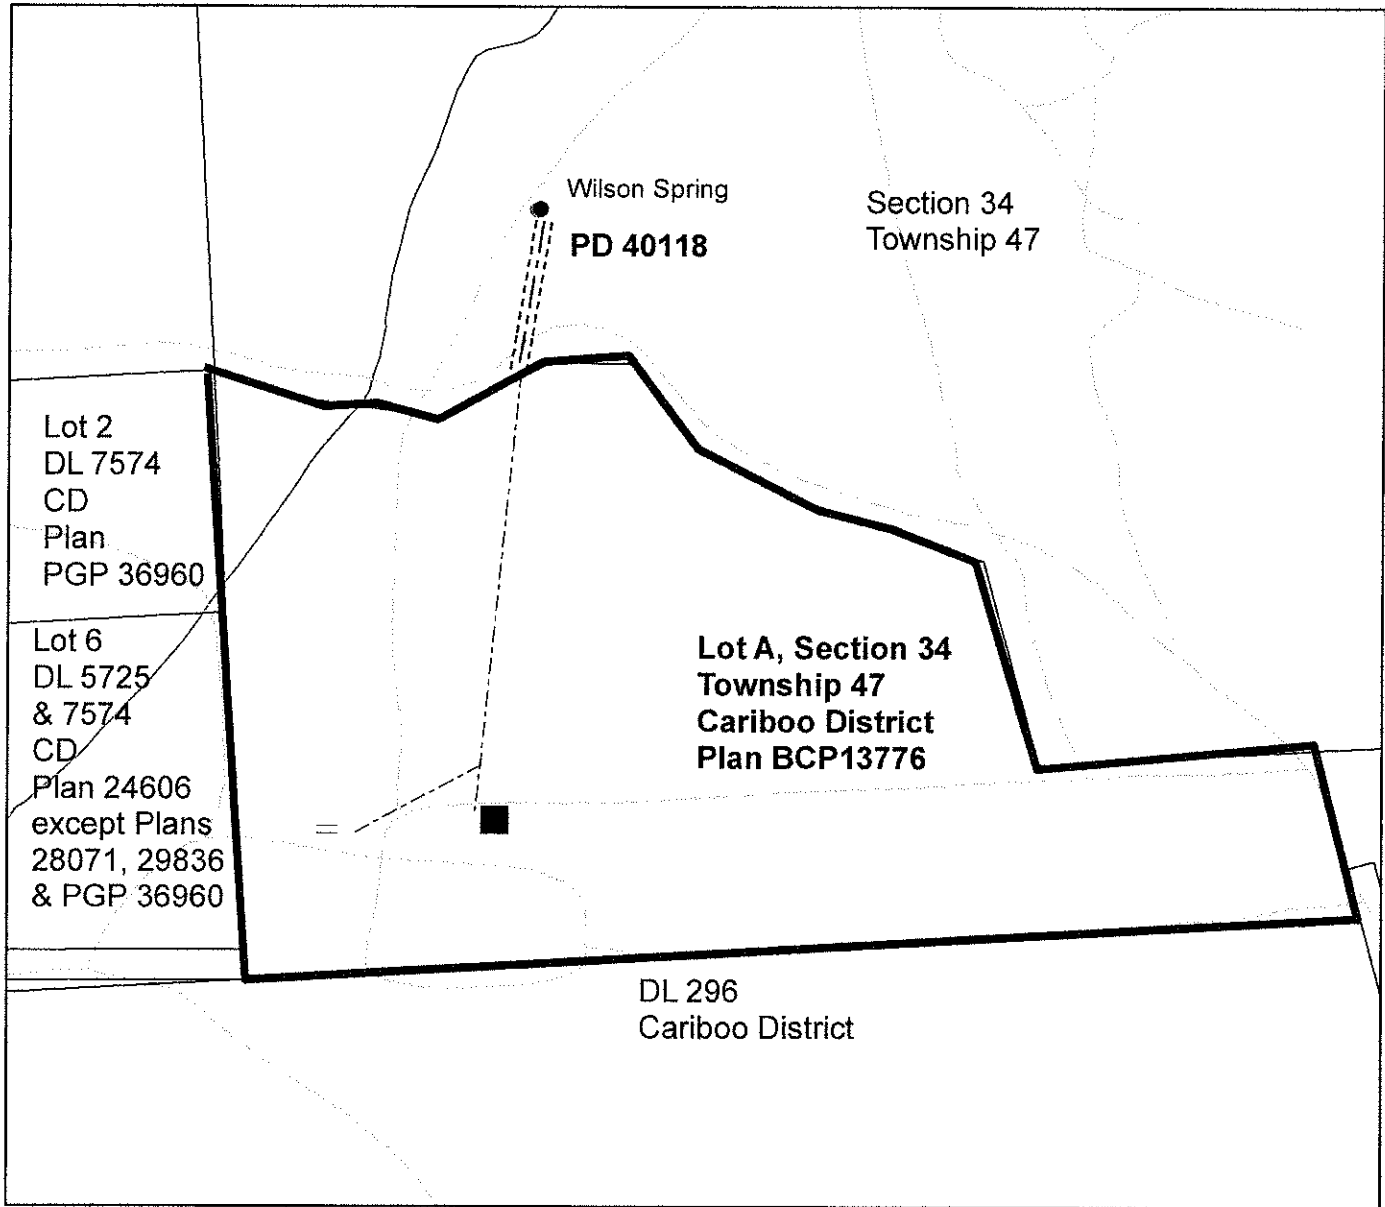 Wilson Spring
PD 40118
Section 34
Township 47
Lot 2
DL 7574
CD
Plan
PGP 36960
Lot 6
DL 5725
& 7574
CD
Plan 24606
except Plans
28071, 29836
& PGP 36960
Lot A, Section 34
Township 47
Cariboo District
Plan BCP13776
DL 296
Cariboo District